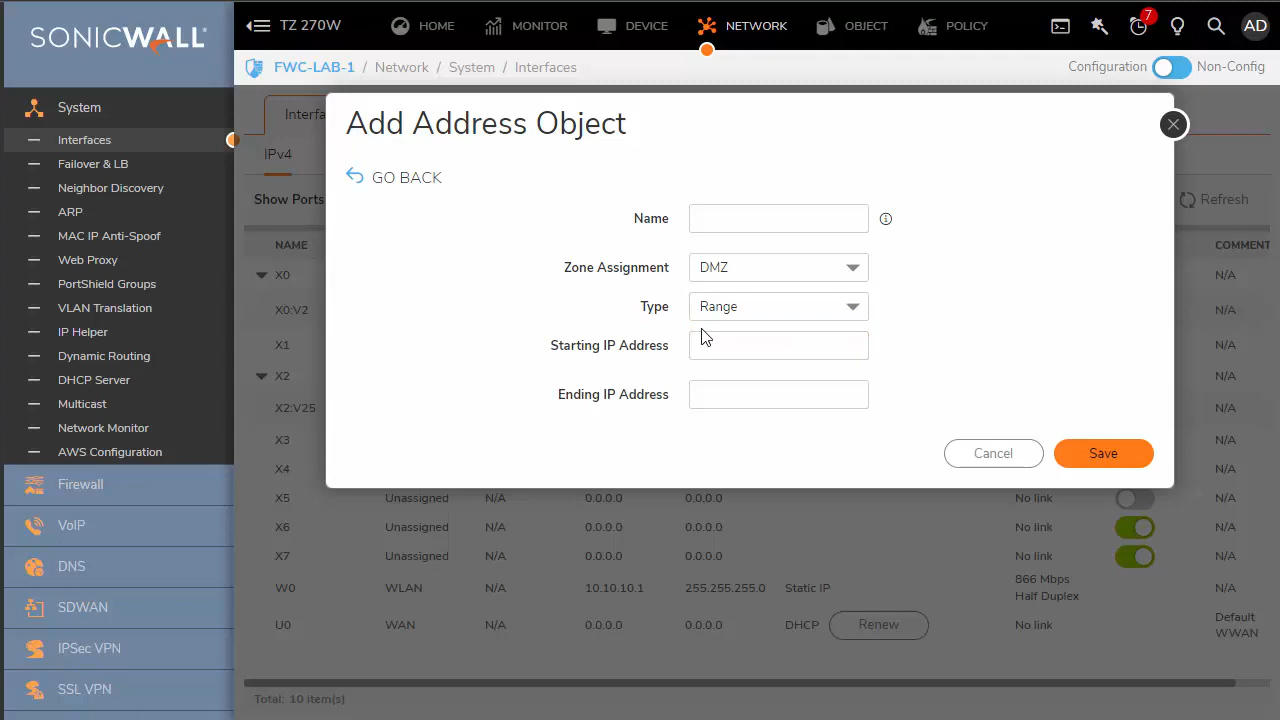 SONICWALL
TZ 270W
HOME
MONITOR
DEVICE
NETWORK
OBJECT
POLICY
7
AD
FWC-LAB-1 / Network / System / Interfaces
Configuration
Non-Config
System
Interfaces
Failover & LB
Neighbor Discovery
ARP
MAC IP Anti-Spoof
Web Proxy
PortShield Groups
VLAN Translation
IP Helper
Dynamic Routing
DHCP Server
Multicast
Network Monitor
AWS Configuration
Firewall
VoIP
DNS
SDWAN
IPSec VPN
SSL VPN
Interfa
IPv4
Show Ports
Refresh
NAME
COMMENT
Add Address Object
GO BACK
Name
Zone Assignment DMZ
Type Range
Starting IP Address
Ending IP Address
Cancel
Save
X0 N/A
X0:V2 N/A
X1 N/A
X2 N/A
X2:V25 N/A
X3 N/A
X4 N/A
X5 Unassigned N/A 0.0.0.0 0.0.0.0 No link N/A
X6 Unassigned N/A 0.0.0.0 0.0.0.0 No link N/A
X7 Unassigned N/A 0.0.0.0 0.0.0.0 No link N/A
W0 WLAN N/A 10.10.10.1 255.255.255.0 Static IP 866 Mbps Half Duplex N/A
U0 WAN N/A 0.0.0.0 0.0.0.0 DHCP Renew No link Default WWAN
Total: 10 item(s)